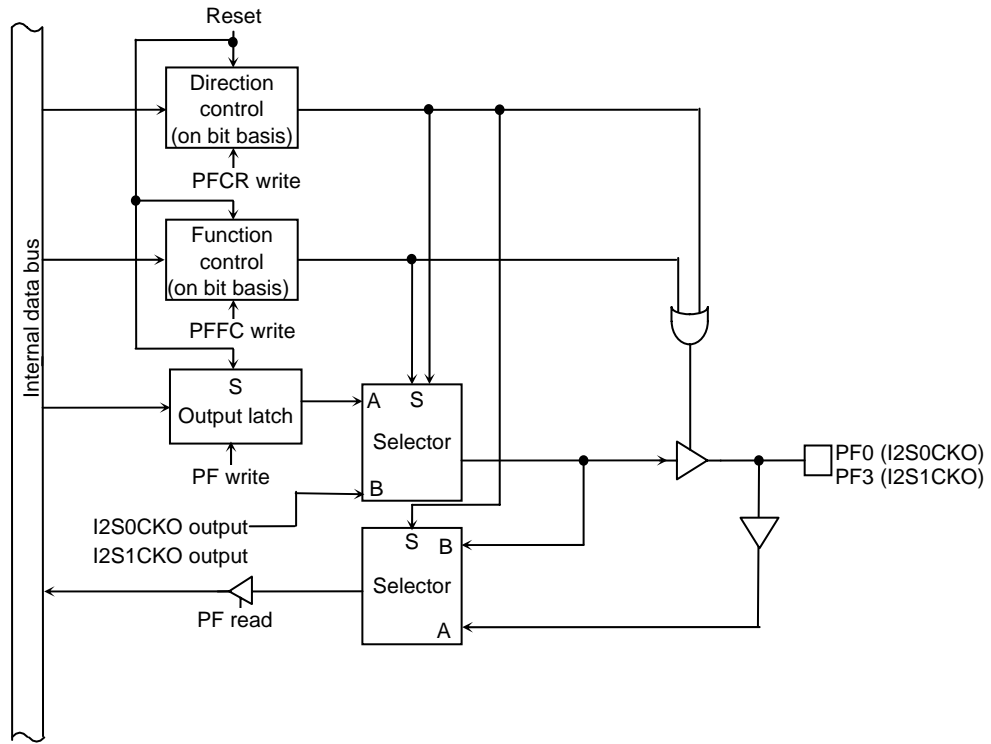 Reset
Direction
control
(on bit basis)
PFCR write
Function
control
(on bit basis)
PFFC write
Internal data bus
S
Output latch
PF write
A S
Selector
B
I2S0CKO output
I2S1CKO output
PF0 (I2S0CKO)
PF3 (I2S1CKO)
S B
Selector
A
PF read